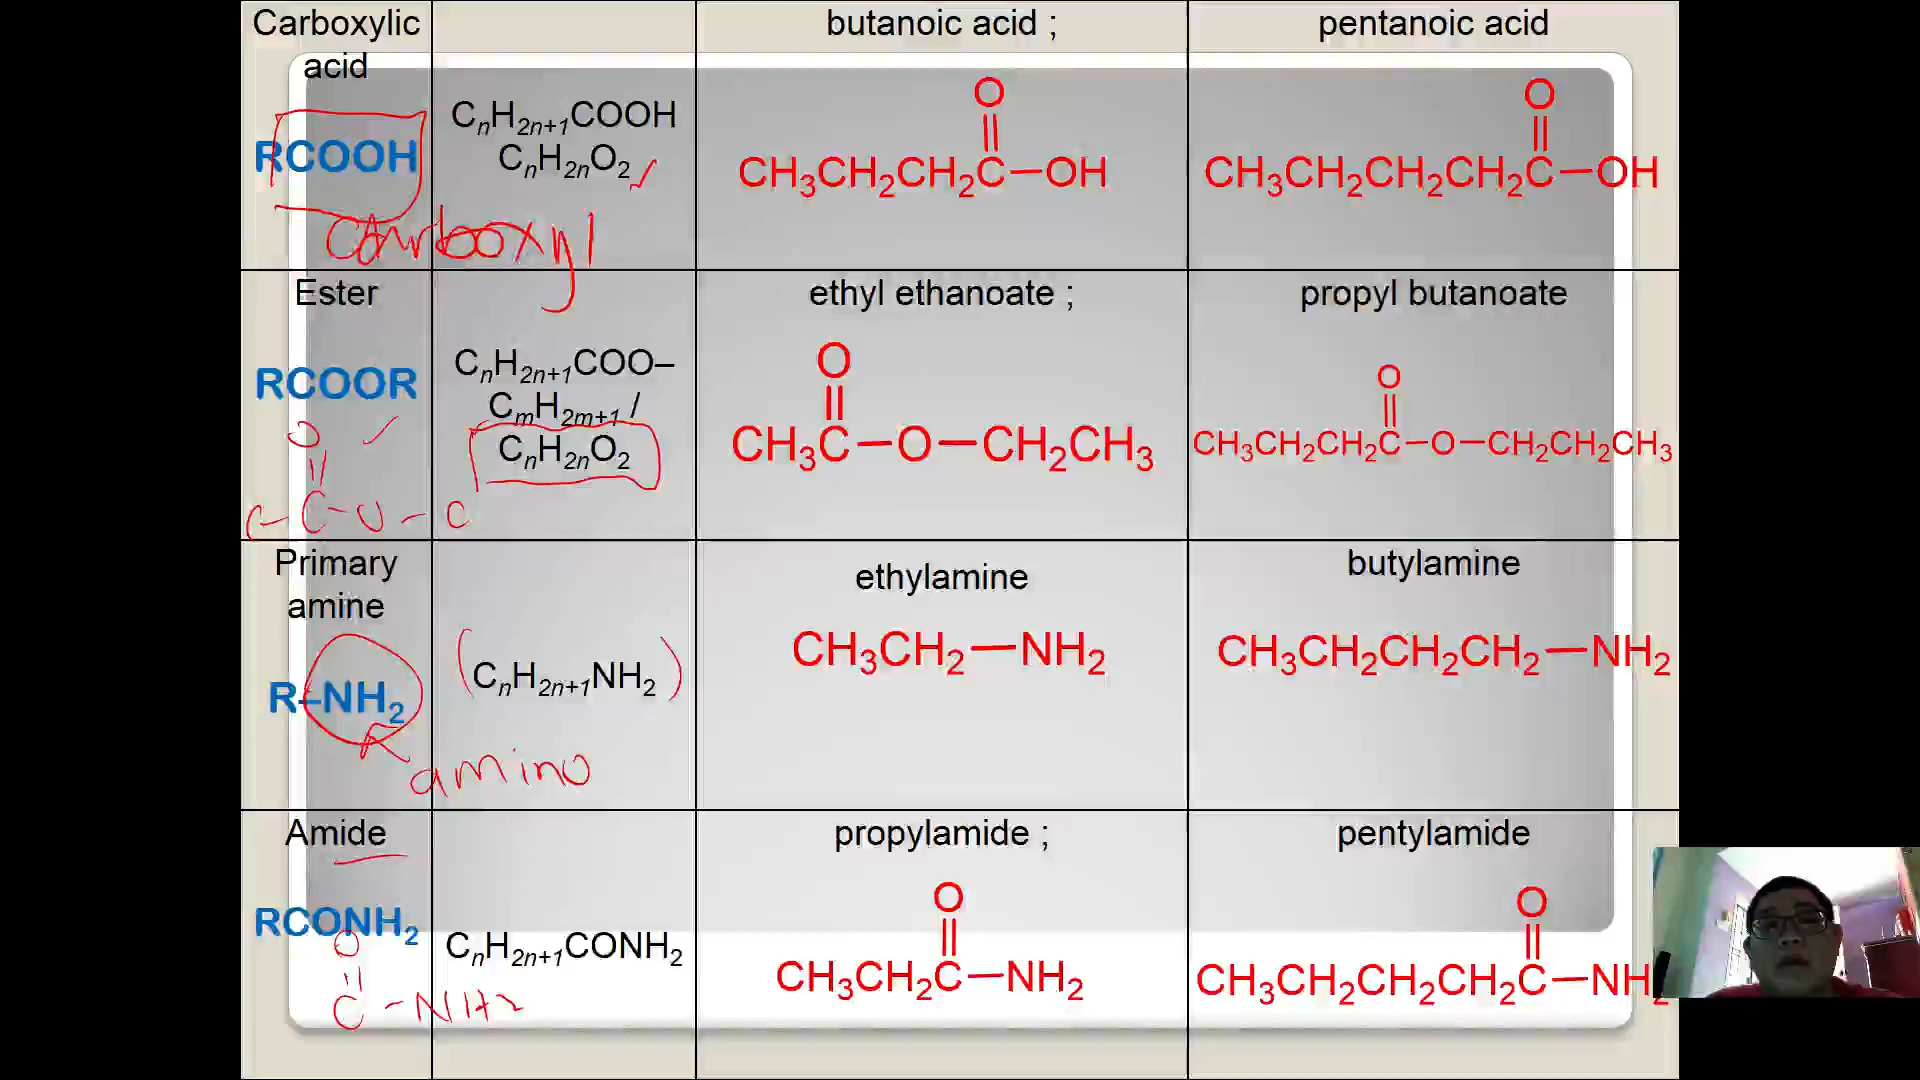 Carboxylic
acid
RCOOH
CₙH₂ₙ₊₁COOH
CₙH₂ₙO₂
carboxyl
butanoic acid ;
O
CH₃CH₂CH₂C—OH
pentanoic acid
O
CH₃CH₂CH₂CH₂C—OH
Ester
RCOOR
O
C-C-O-C
CₙH₂ₙ₊₁COO–
CₘH₂ₘ₊₁ /
CₙH₂ₙO₂
ethyl ethanoate ;
O
CH₃C—O—CH₂CH₃
propyl butanoate
O
CH₃CH₂CH₂C—O—CH₂CH₂CH₃
Primary
amine
R–NH₂
amino
CₙH₂ₙ₊₁NH₂
ethylamine
CH₃CH₂—NH₂
butylamine
CH₃CH₂CH₂CH₂—NH₂
Amide
RCONH₂
O
C-NH2
CₙH₂ₙ₊₁CONH₂
propylamide ;
O
CH₃CH₂C—NH₂
pentylamide
O
CH₃CH₂CH₂CH₂C—NH₂